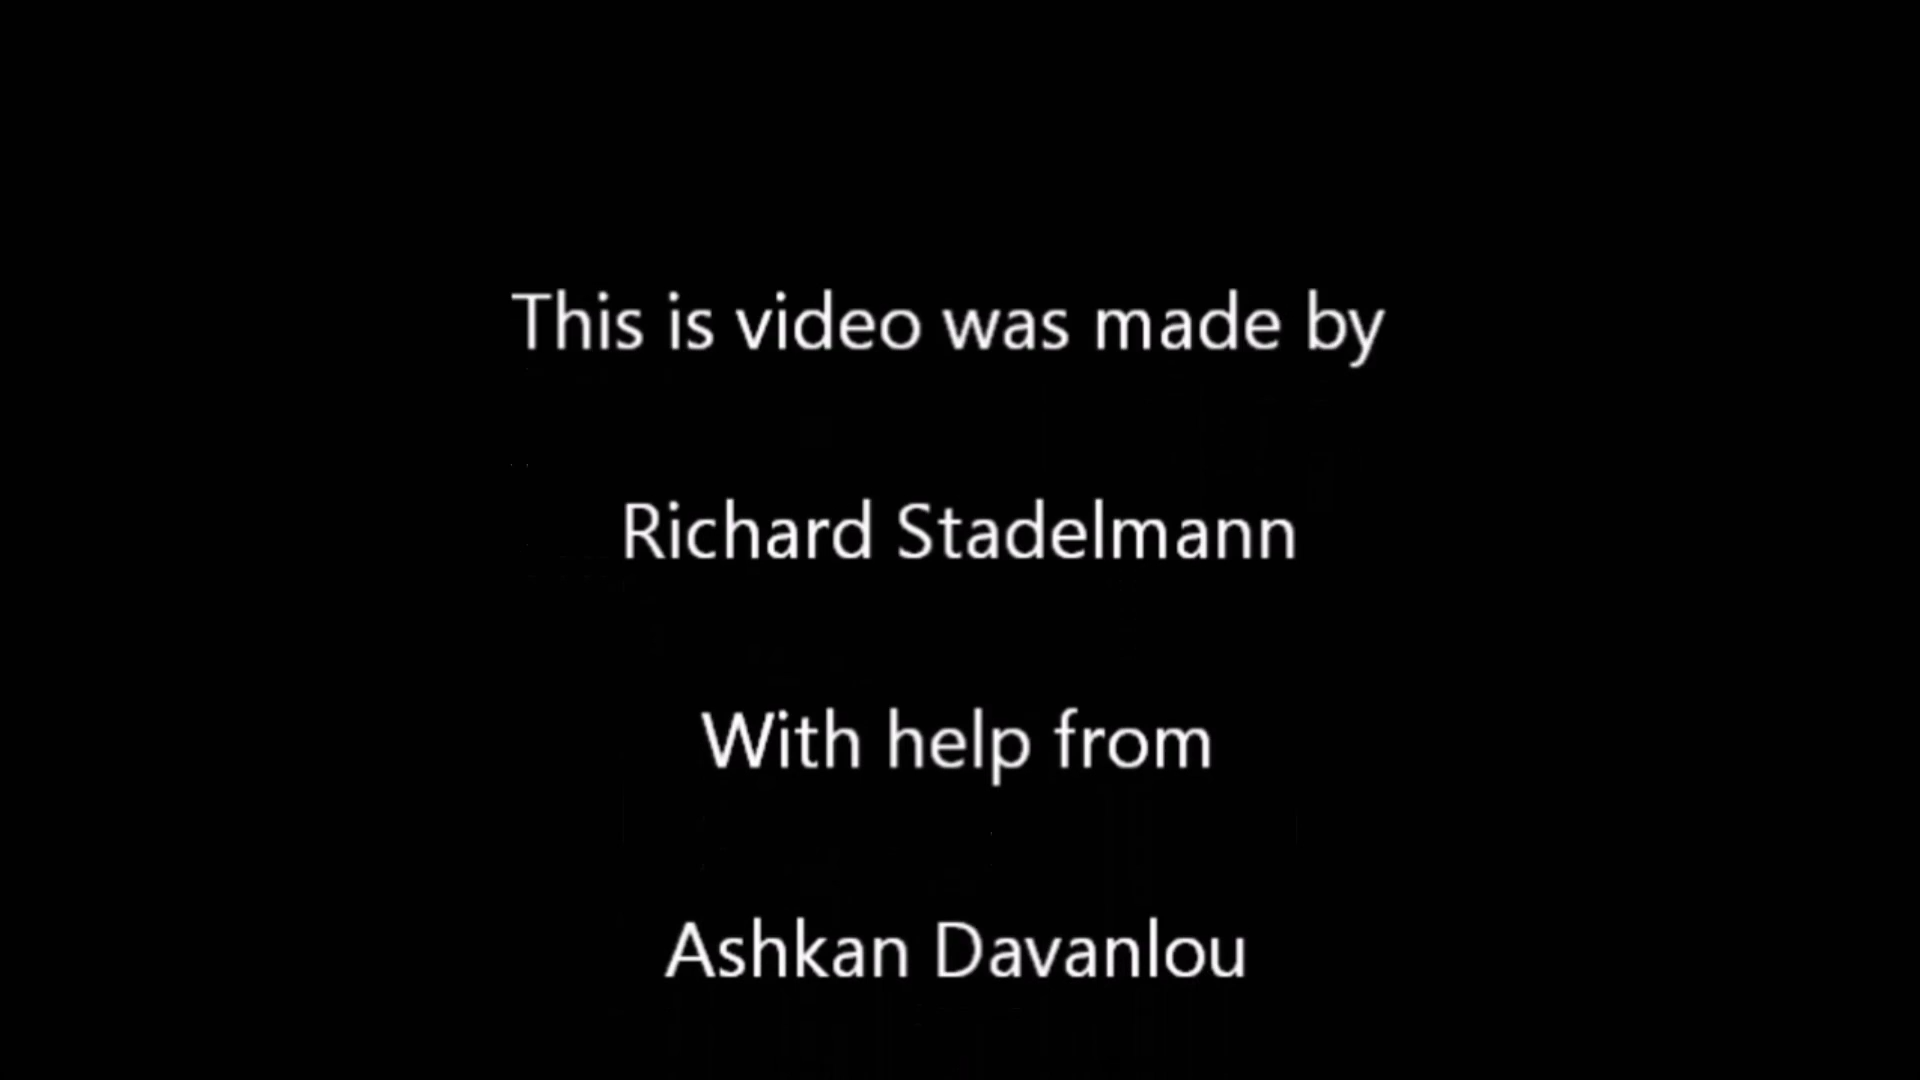 This is video was made by
Richard Stadelmann
With help from
Ashkan Davanlou